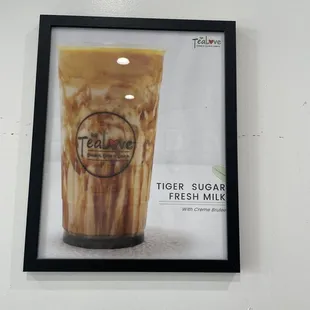 TeaLove
TeaLove
TIGER SUGAR
FRESH MILK
With Creme Brulee